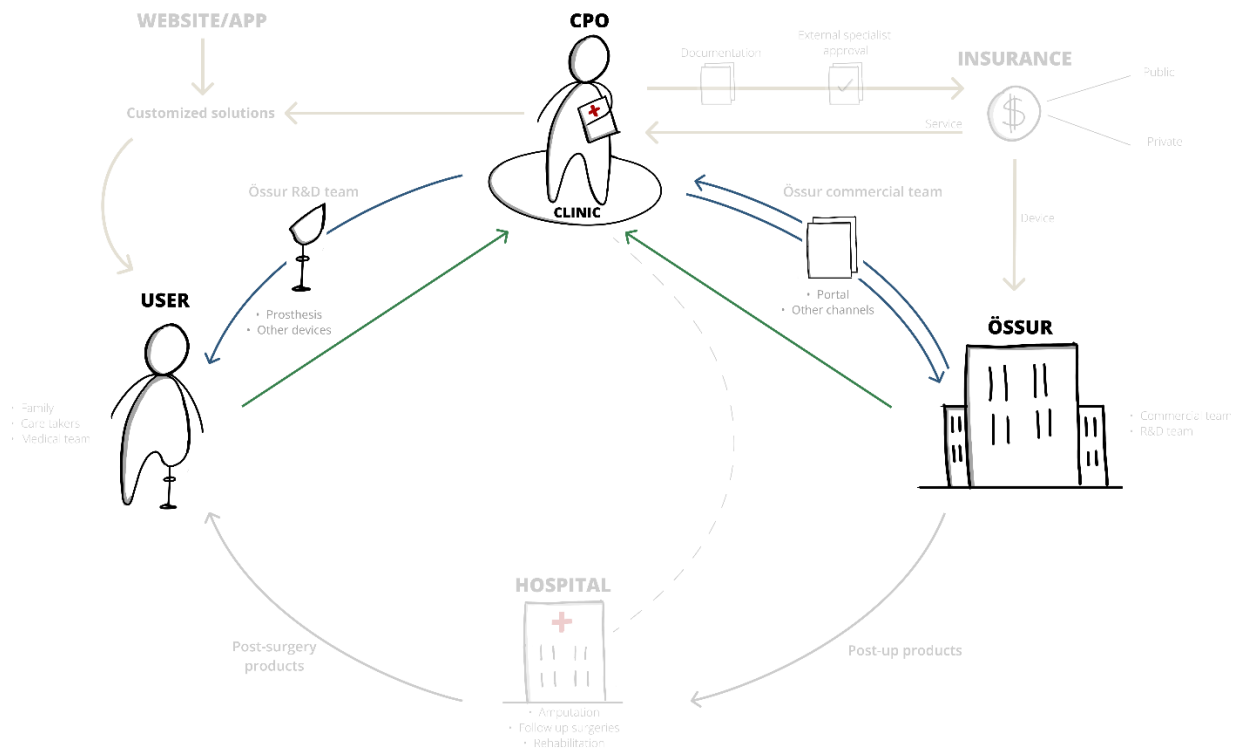 WEBSITE/APP
CPO
Documentation
External specialist
approval
INSURANCE
Public
Private
$
Customized solutions
Service
Device
Össur R&D team
Össur commercial team
CLINIC
• Prosthesis
• Other devices
• Portal
• Other channels
USER
ÖSSUR
• Family
• Care takers
• Medical team
• Commercial team
• R&D team
HOSPITAL
Post-surgery
products
Post-up products
• Amputation
• Follow up surgeries
• Rehabilitation